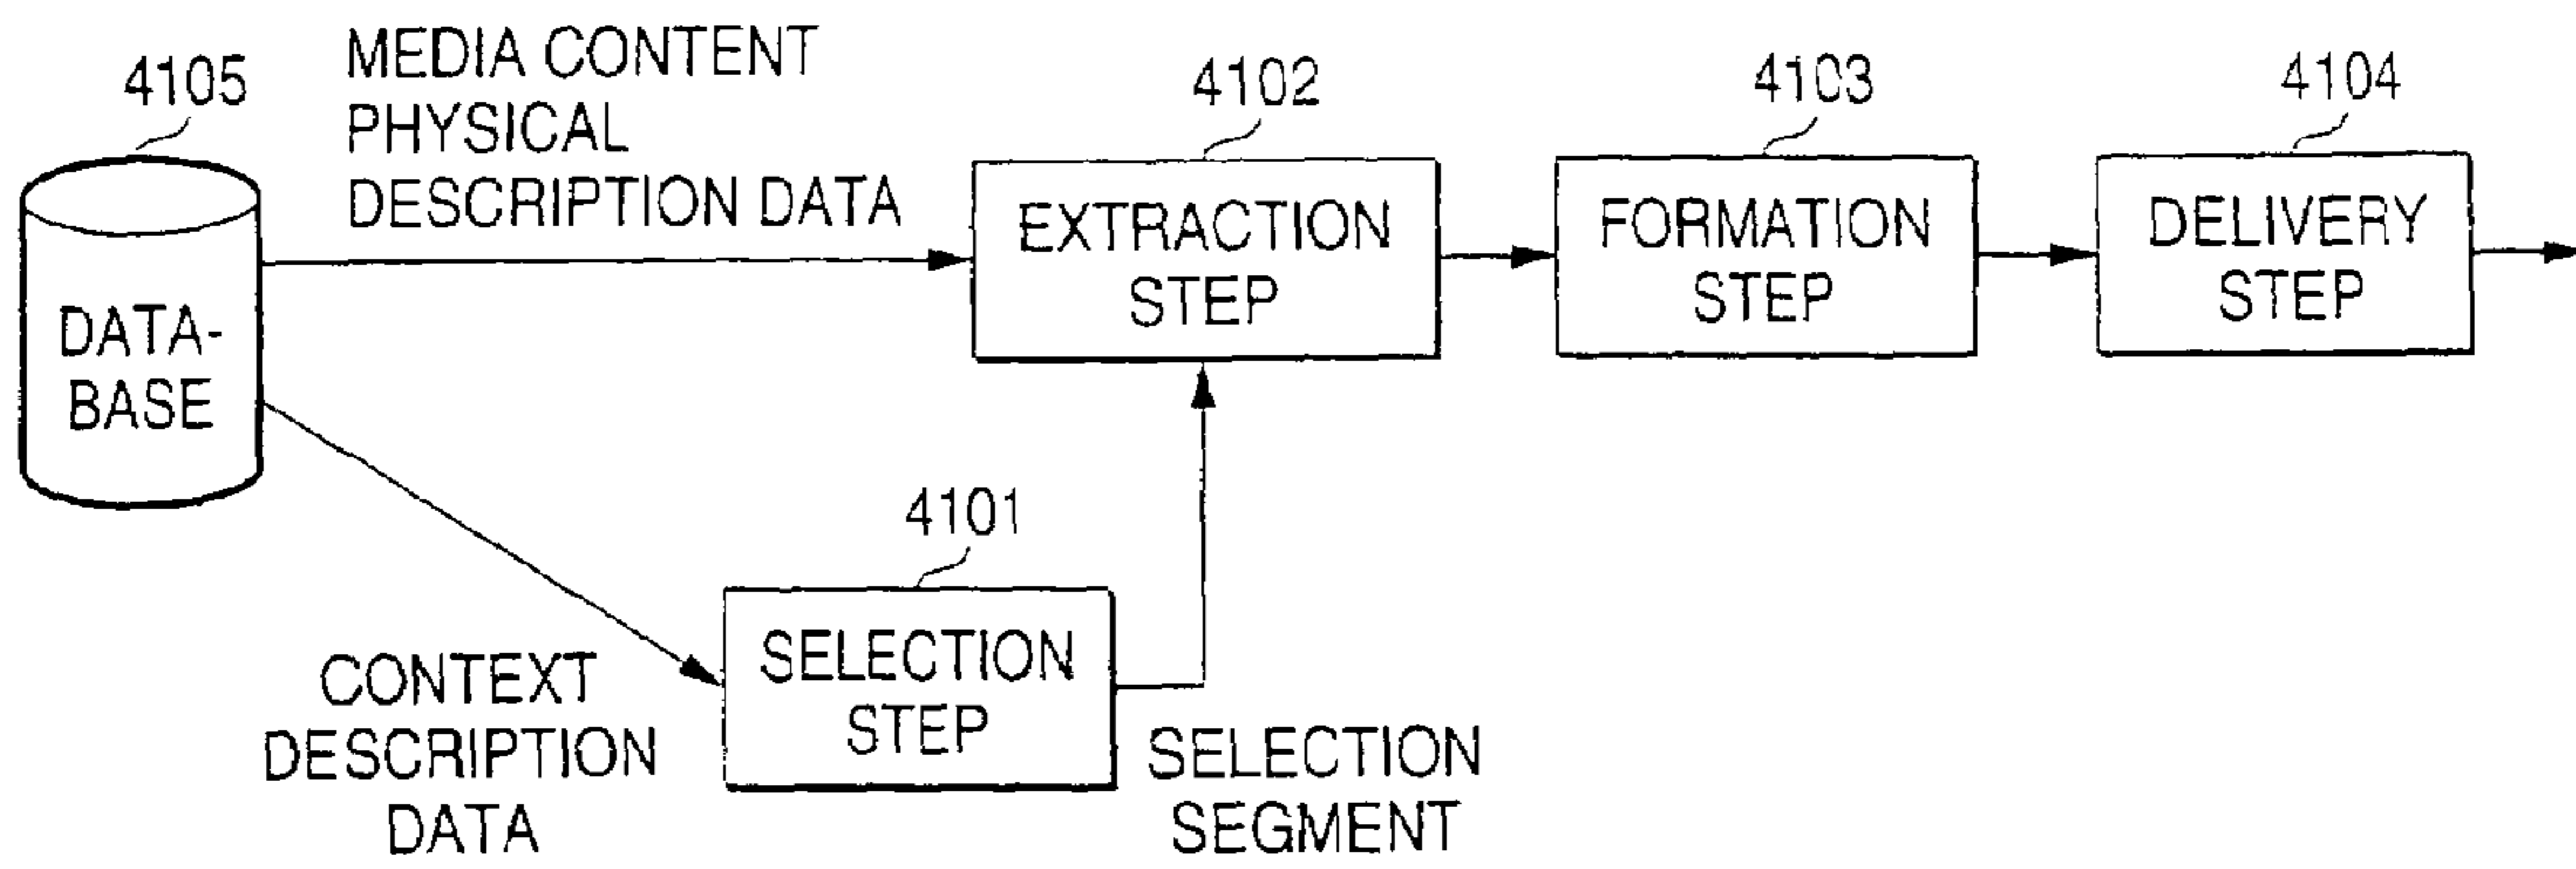 4105
MEDIA CONTENT
PHYSICAL
DESCRIPTION DATA
4102
4103
4104
DATA-
BASE
EXTRACTION
STEP
FORMATION
STEP
DELIVERY
STEP
4101
SELECTION
STEP
CONTEXT
DESCRIPTION
DATA
SELECTION
SEGMENT